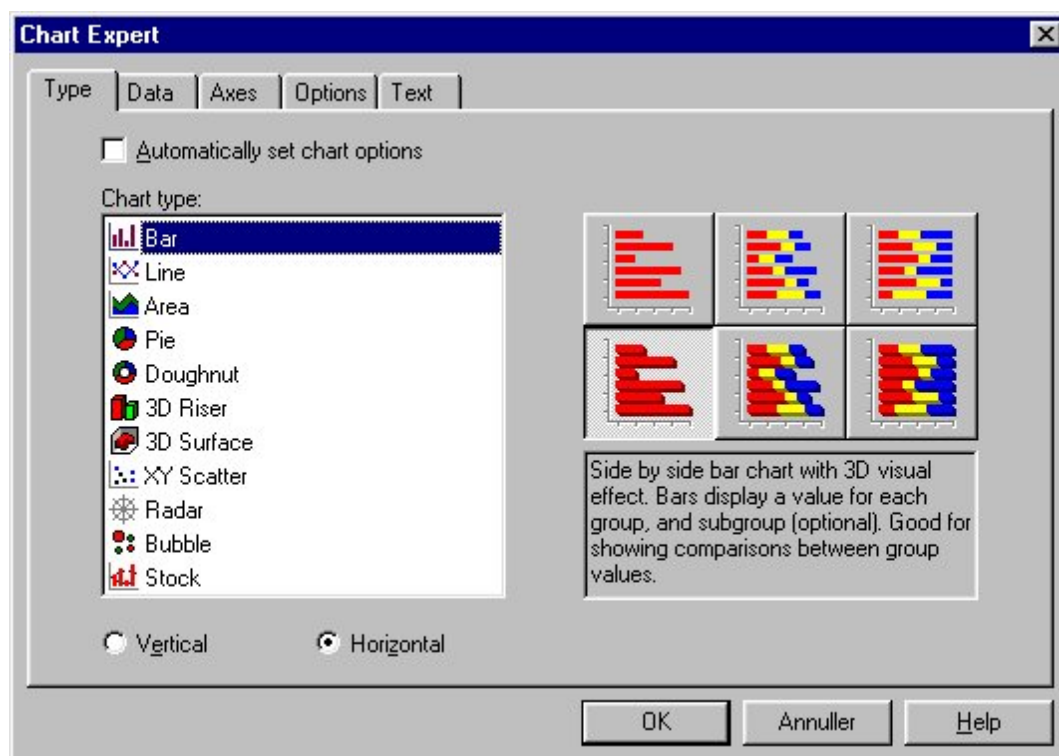 Chart Expert
Type Data Axes Options Text
Automatically set chart options
Chart type:
Bar
Line
Area
Pie
Doughnut
3D Riser
3D Surface
XY Scatter
Radar
Bubble
Stock
Side by side bar chart with 3D visual
effect. Bars display a value for each
group, and subgroup (optional). Good for
showing comparisons between group
values.
Vertical Horizontal
OK Annuller Help